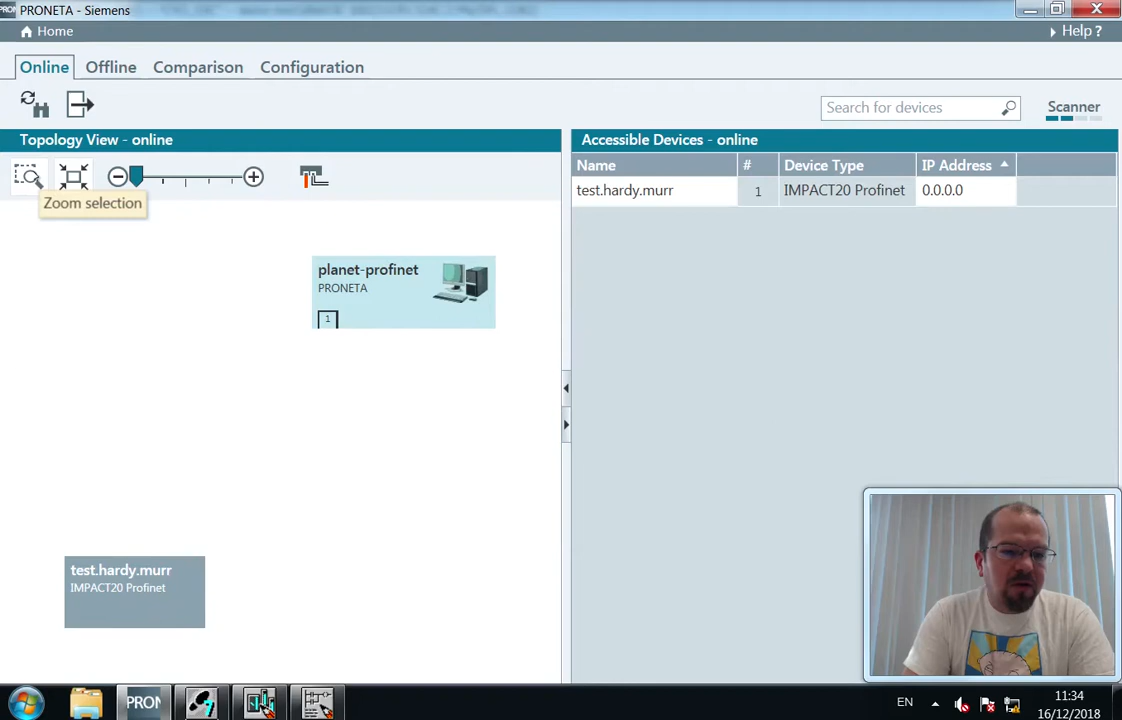 PRONETA - Siemens
Home
Help ?
Online Offline Comparison Configuration
Search for devices
Scanner
Topology View - online
Accessible Devices - online
Name # Device Type IP Address
test.hardy.murr 1 IMPACT20 Profinet 0.0.0.0
Zoom selection
planet-profinet
PRONETA
1
test.hardy.murr
IMPACT20 Profinet
PRON
EN
11:34
16/12/2018